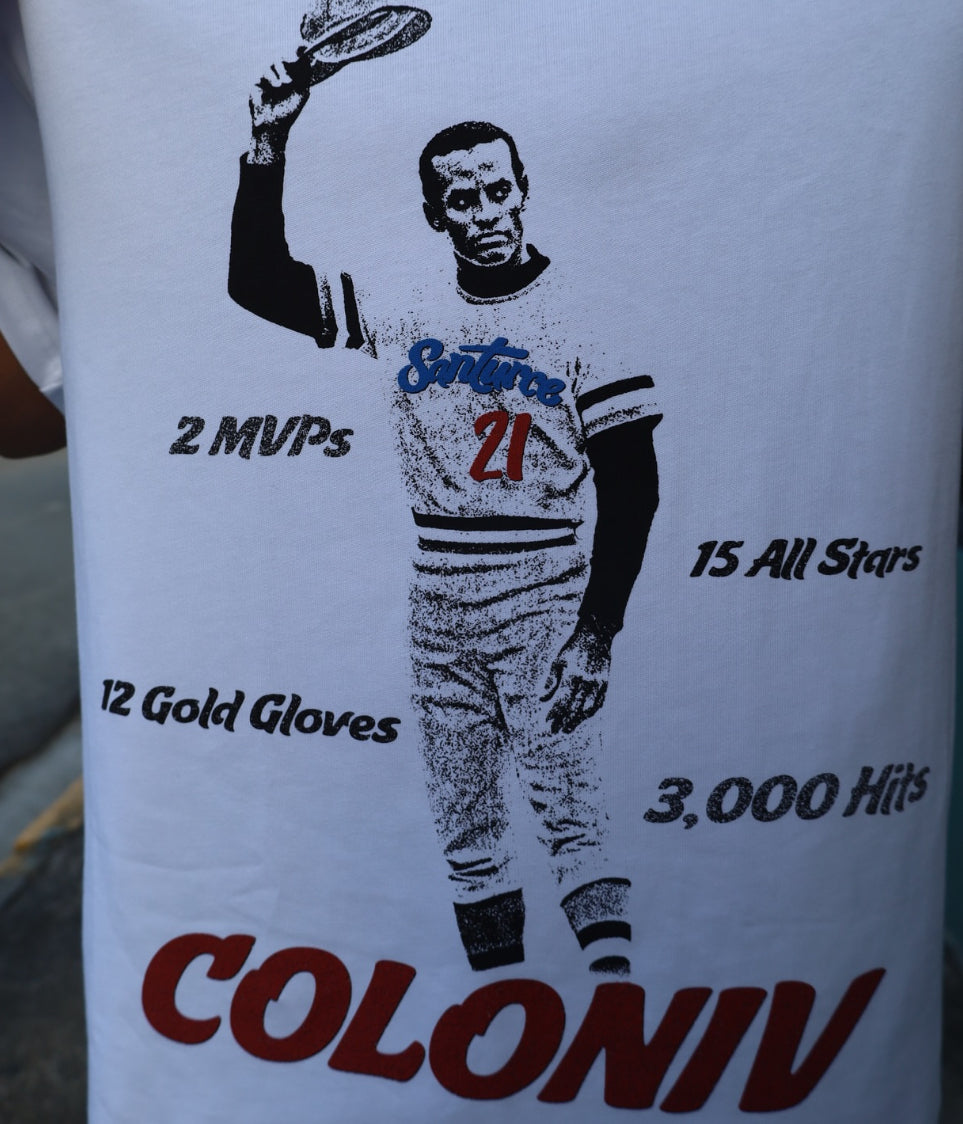 Santurce
21
2 MVPs
15 All Stars
12 Gold Gloves
3,000 Hits
COLONIV